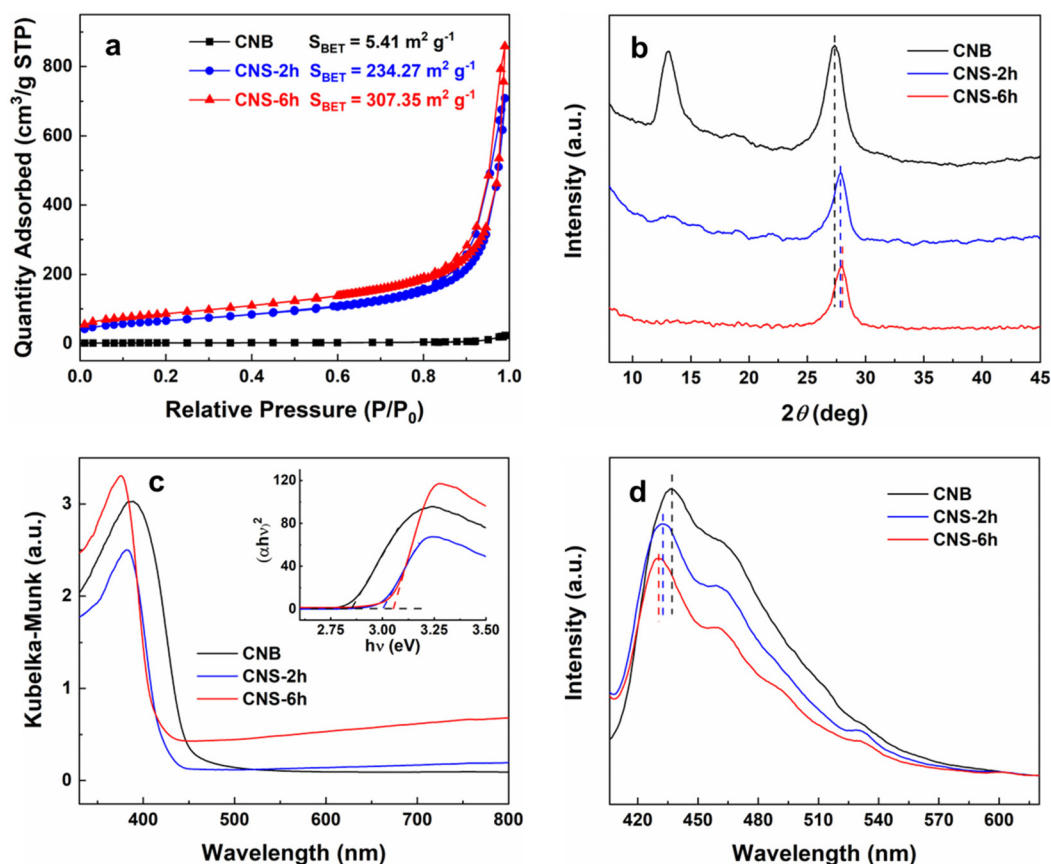 a
CNB S_BET = 5.41 m² g⁻¹
CNS-2h S_BET = 234.27 m² g⁻¹
CNS-6h S_BET = 307.35 m² g⁻¹
Quantity Adsorbed (cm³/g STP)
800
600
400
200
0
0.0 0.2 0.4 0.6 0.8 1.0
Relative Pressure (P/P₀)
b
CNB
CNS-2h
CNS-6h
Intensity (a.u.)
10 15 20 25 30 35 40 45
2θ (deg)
c
Kubelka-Munk (a.u.)
3
2
1
0
(αhν)²
120
80
40
0
2.75 3.00 3.25 3.50
hν (eV)
CNB
CNS-2h
CNS-6h
400 500 600 700 800
Wavelength (nm)
d
CNB
CNS-2h
CNS-6h
Intensity (a.u.)
420 450 480 510 540 570 600
Wavelength (nm)